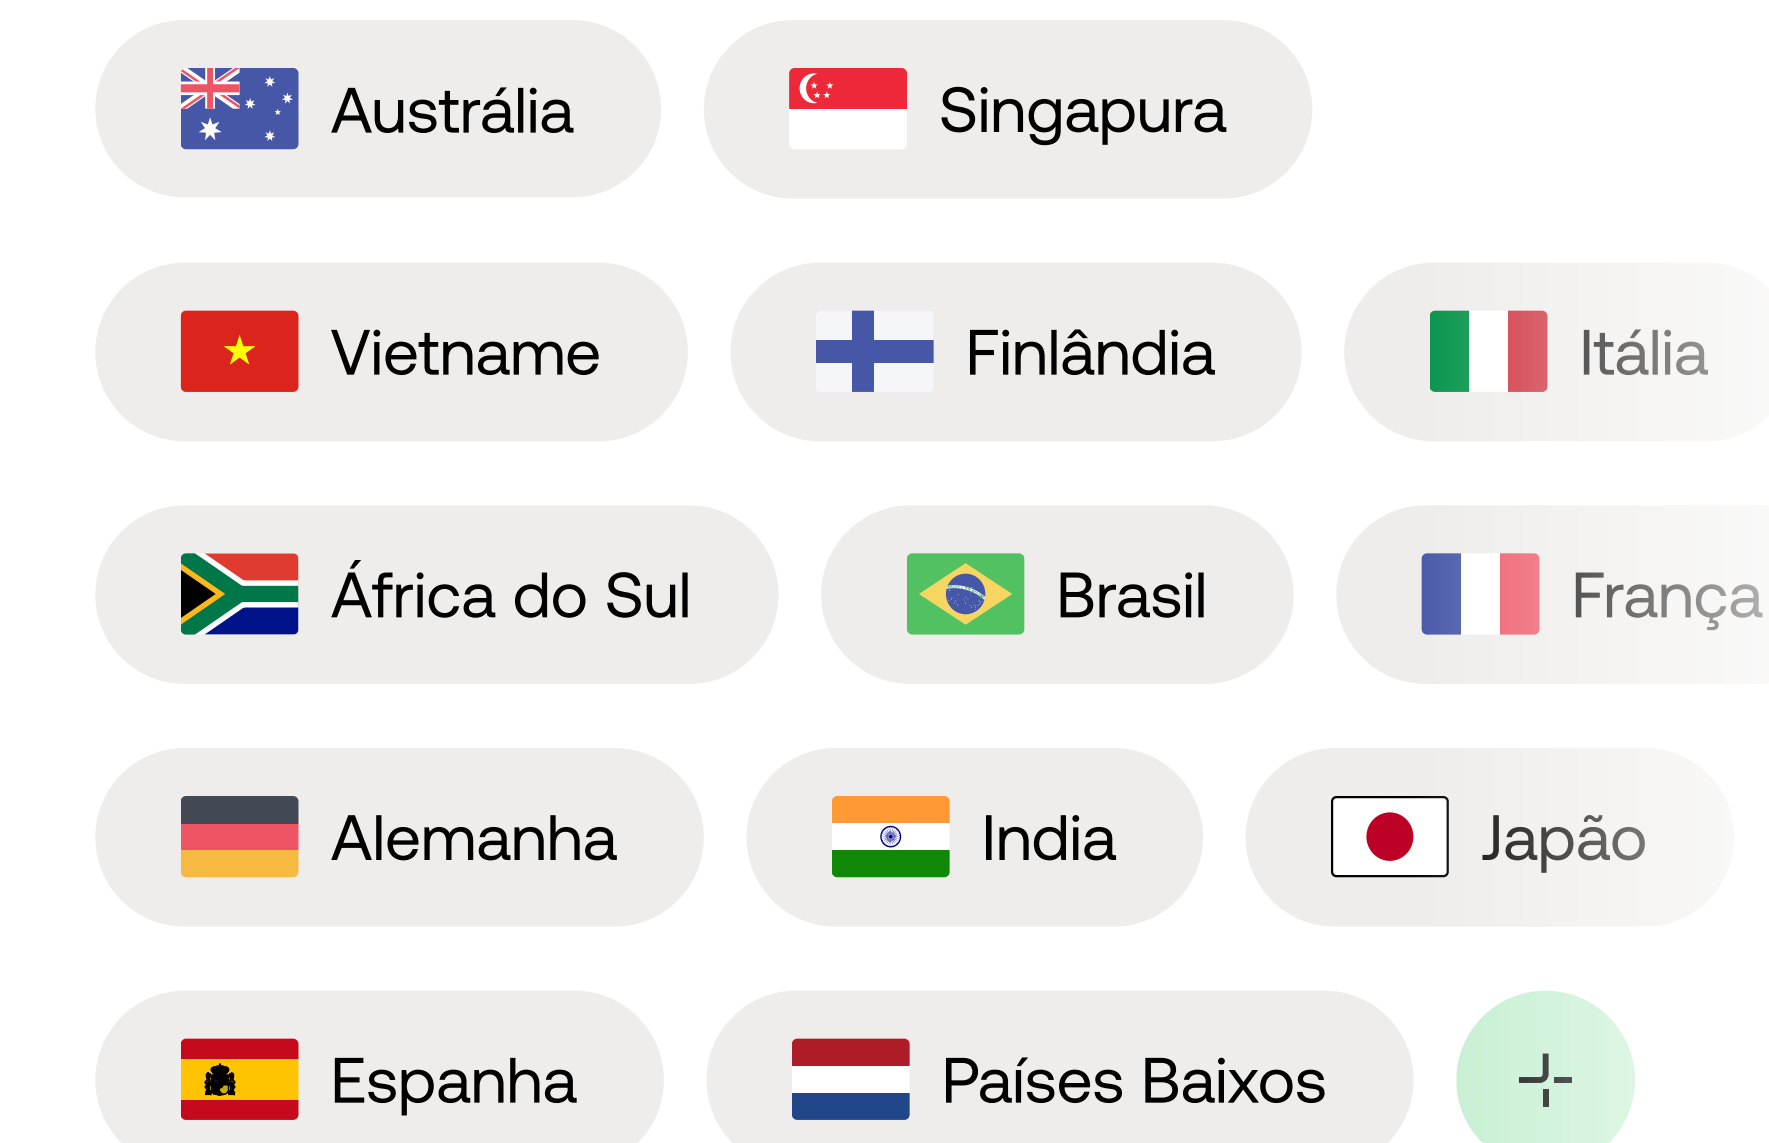 Austrália
Singapura
Vietname
Finlândia
Itália
África do Sul
Brasil
França
Alemanha
India
Japão
Espanha
Países Baixos